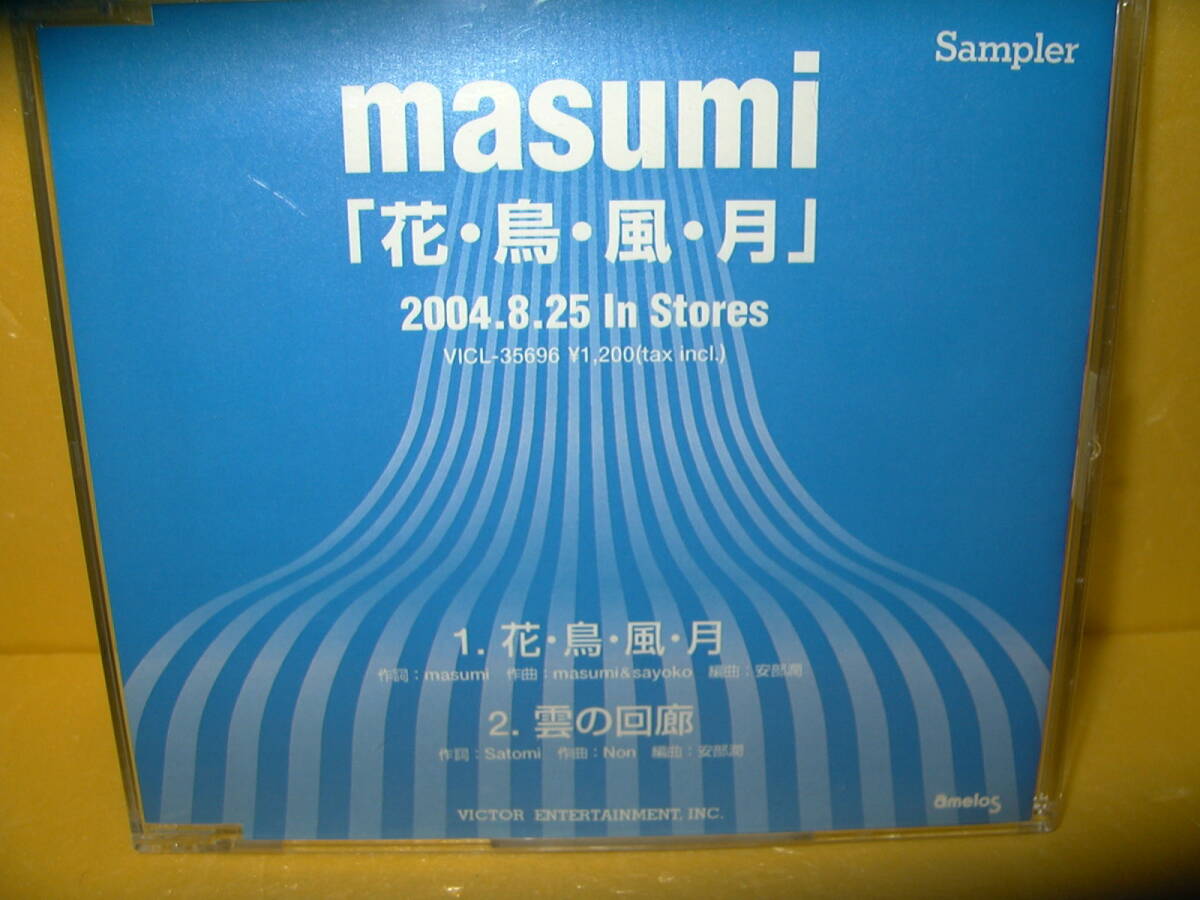 Sampler
masumi
「花・鳥・風・月」
2004.8.25 In Stores
VICL-35696 ¥1,200(tax incl.)
1. 花・鳥・風・月
作詞：masumi 作曲：masumi&sayoko 編曲：安部潤
2. 雲の回廊
作詞：Satomi 作曲：Non 編曲：安部潤
amelos
VICTOR ENTERTAINMENT, INC.